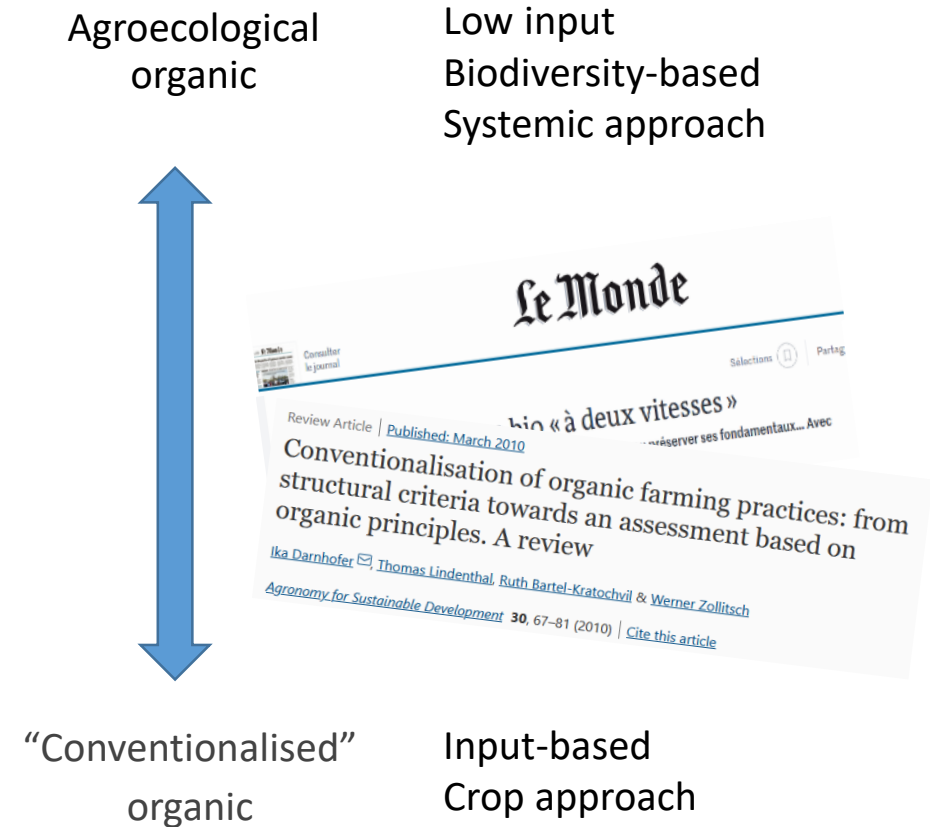 Agroecological
organic
Low input
Biodiversity-based
Systemic approach
Le Monde
Consulter
le journal
Sélections
Partag
bio « à deux vitesses »
préserver ses fondamentaux... Avec
Review Article | Published: March 2010
Conventionalisation of organic farming practices: from
structural criteria towards an assessment based on
organic principles. A review
Ika Darnhofer, Thomas Lindenthal, Ruth Bartel-Kratochvil & Werner Zollitsch
Agronomy for Sustainable Development 30, 67–81 (2010) | Cite this article
“Conventionalised”
organic
Input-based
Crop approach